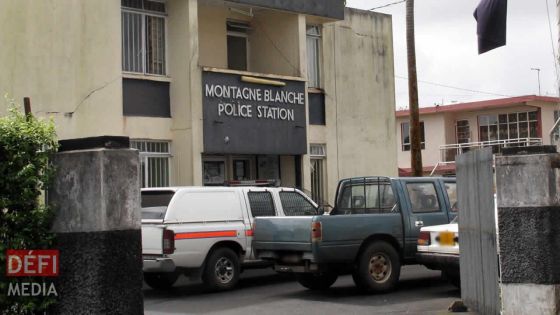 MONTAGNE BLANCHE
POLICE STATION
DÉFI
MEDIA